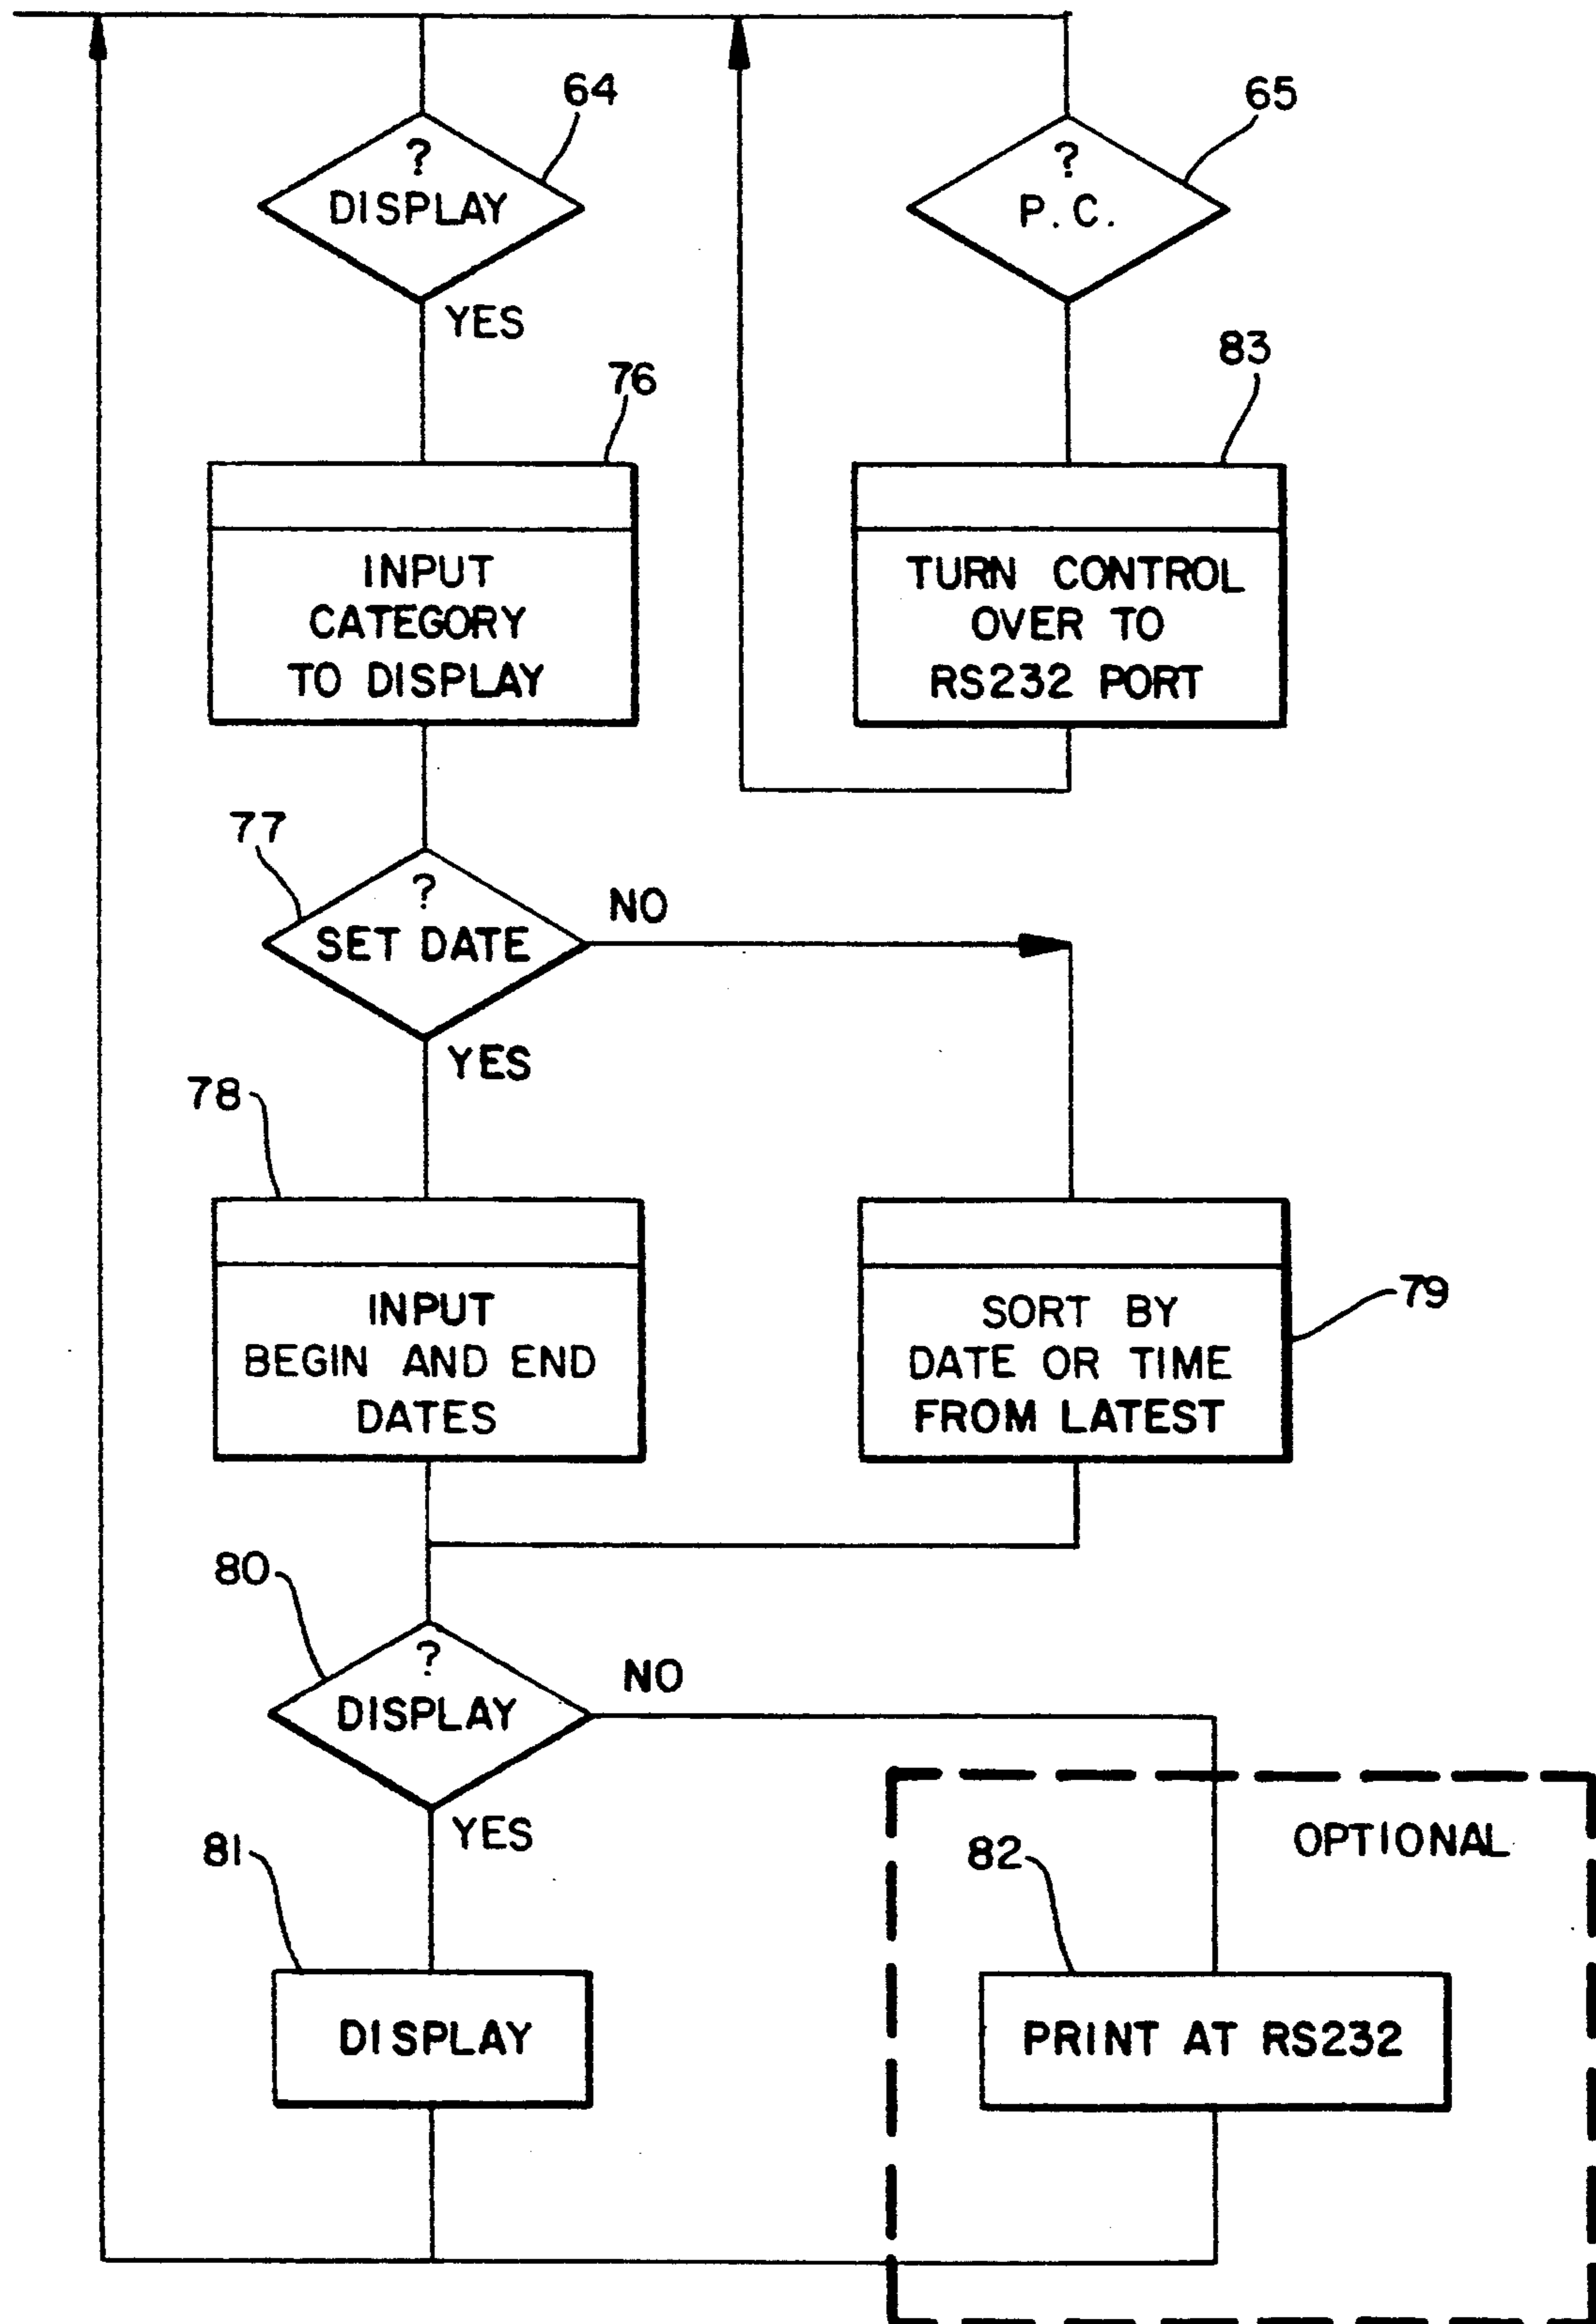 64
?
DISPLAY
YES
65
?
P.C.
76
INPUT
CATEGORY
TO DISPLAY
83
TURN CONTROL
OVER TO
RS232 PORT
77
?
SET DATE
NO
YES
78
INPUT
BEGIN AND END
DATES
79
SORT BY
DATE OR TIME
FROM LATEST
80
?
DISPLAY
NO
YES
81
DISPLAY
OPTIONAL
82
PRINT AT RS232